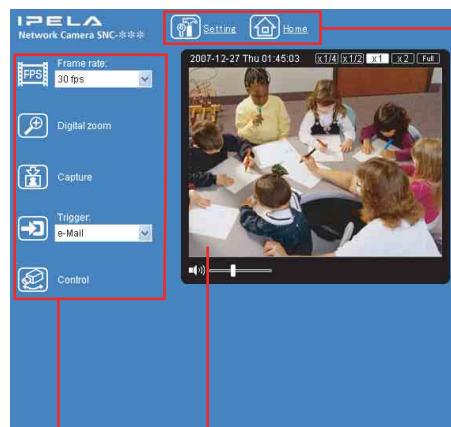 IPELA
Network Camera SNC-***
Setting
Home
FPS
Frame rate:
30 fps
2007-12-27 Thu 01:45:03
x1/4 x1/2 x1 x2 Full
Digital zoom
Capture
Trigger:
e-Mail
Control